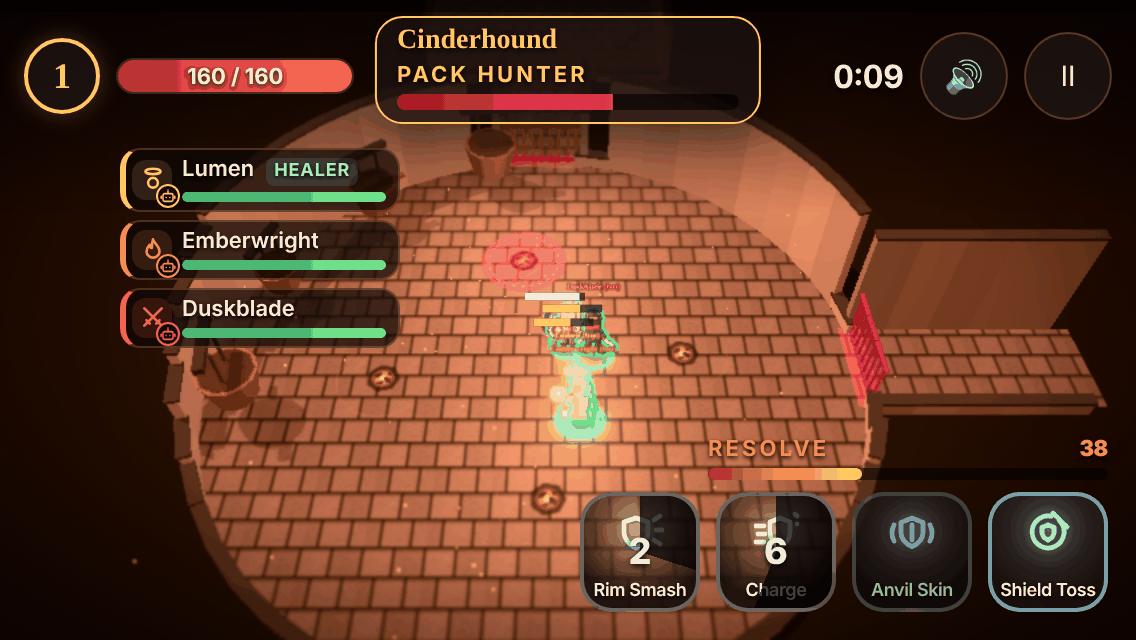 1
160 / 160
Cinderhound
PACK HUNTER
0:09
Lumen HEALER
Emberwright
Duskblade
RESOLVE 38
2
Rim Smash
6
Charge
Anvil Skin
Shield Toss